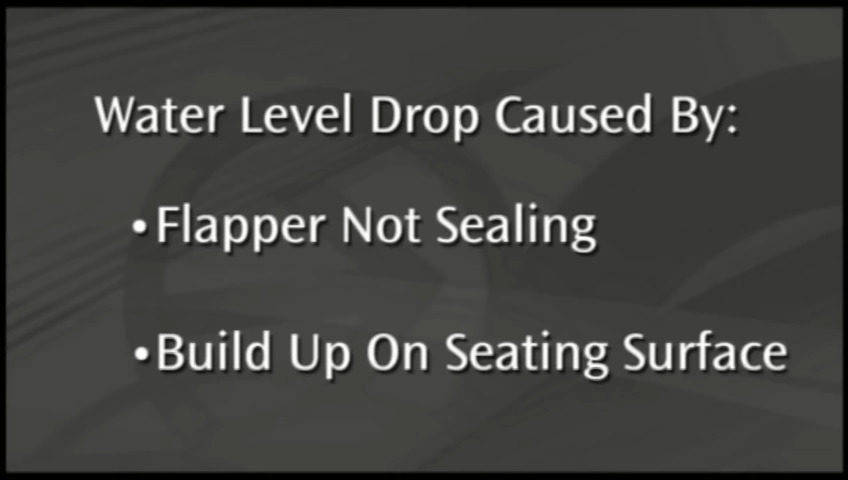 Water Level Drop Caused By:
•Flapper Not Sealing
•Build Up On Seating Surface